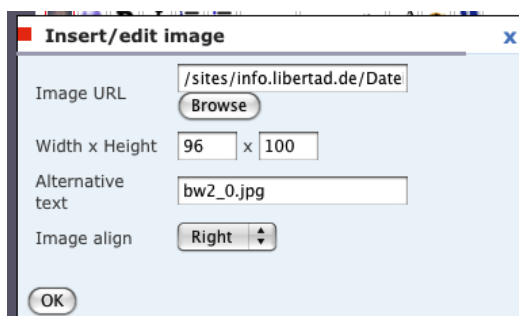 Insert/edit image x
Image URL /sites/info.libertad.de/Date
Browse
Width x Height 96 x 100
Alternative
text bw2_0.jpg
Image align Right
OK